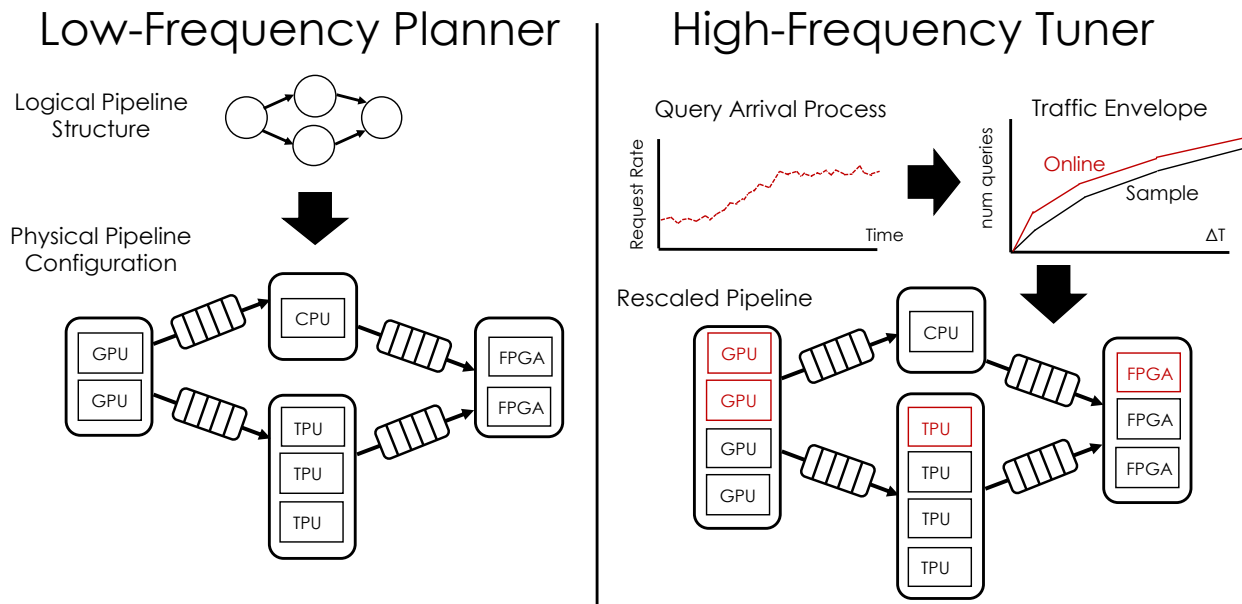 Low-Frequency Planner
Logical Pipeline
Structure
Physical Pipeline
Configuration
GPU
GPU
CPU
TPU
TPU
TPU
FPGA
FPGA
High-Frequency Tuner
Query Arrival Process
Request Rate
Time
Traffic Envelope
num queries
Online
Sample
ΔT
Rescaled Pipeline
GPU
GPU
GPU
GPU
CPU
TPU
TPU
TPU
TPU
FPGA
FPGA
FPGA